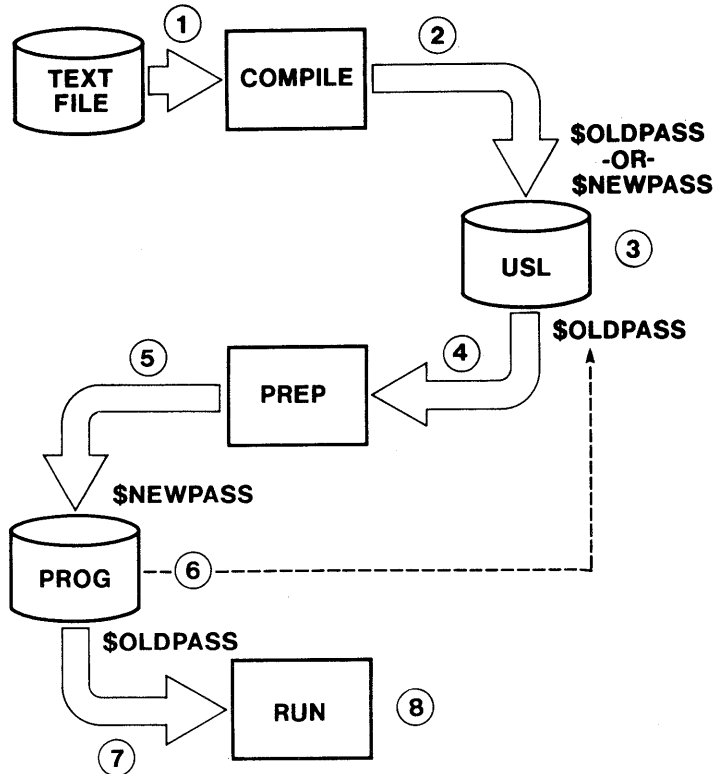 1
2
TEXT
FILE
COMPILE
$OLDPASS
-OR-
$NEWPASS
USL
3
$OLDPASS
4
5
PREP
$NEWPASS
PROG
6
$OLDPASS
RUN
8
7